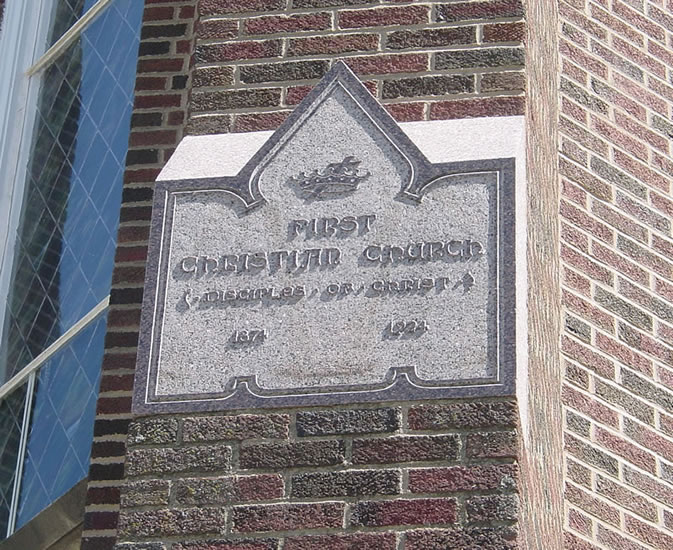 FIRST
CHRISTIAN CHURCH
(DISCIPLES OF CHRIST)
1874 1924